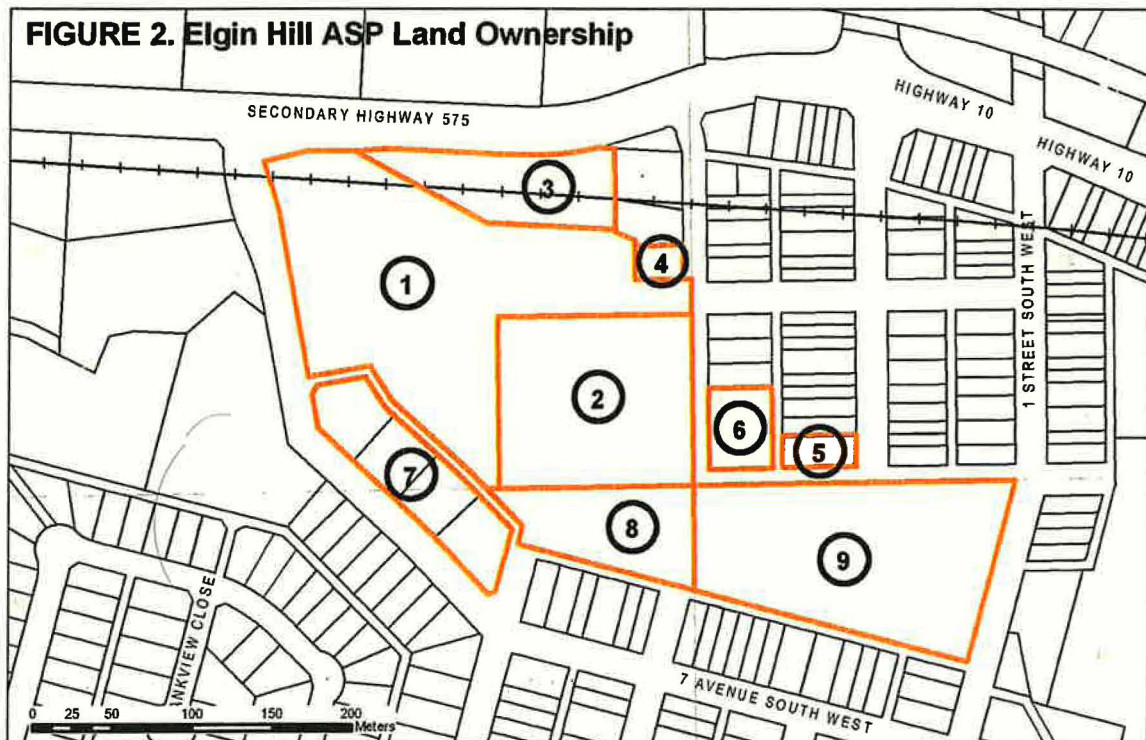 FIGURE 2. Elgin Hill ASP Land Ownership
SECONDARY HIGHWAY 575
HIGHWAY 10
HIGHWAY 10
3
4
1
1 STREET SOUTH WEST
2
6
5
7
8
9
ANKVIEW CLOSE
7 AVENUE SOUTH WEST
0 25 50 100 150 200
Meters